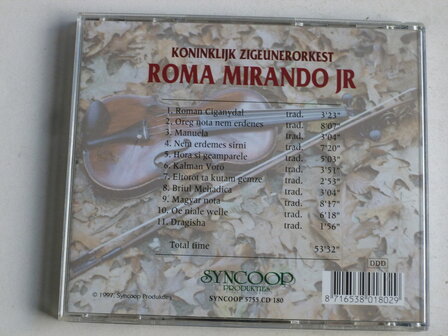 KONINKLIJK ZIGEUNERORKEST
ROMA MIRANDO JR
1. Roman Ciganydal trad. 3'23"
2. Oreg nota nem erdenes trad. 8'07"
3. Manuela trad. 3'04"
4. Nem erdemes sirni trad. 7'20"
5. Hora si geamparele trad. 5'03"
6. Kalman Voro trad. 3'51"
7. Eltorot ta kutam gemze trad. 2'53"
8. Briul Mehadica trad. 3'04"
9. Magyar nota trad. 8'17"
10. Oe niale welle trad. 6'18"
11. Dragisha trad. 1'56"
Total time 53'32"
SYNCOOP
PRODUKTIES
SYNCOOP 5755 CD 180
© 1997, Syncoop Produkties
DDD
8 716538 018029